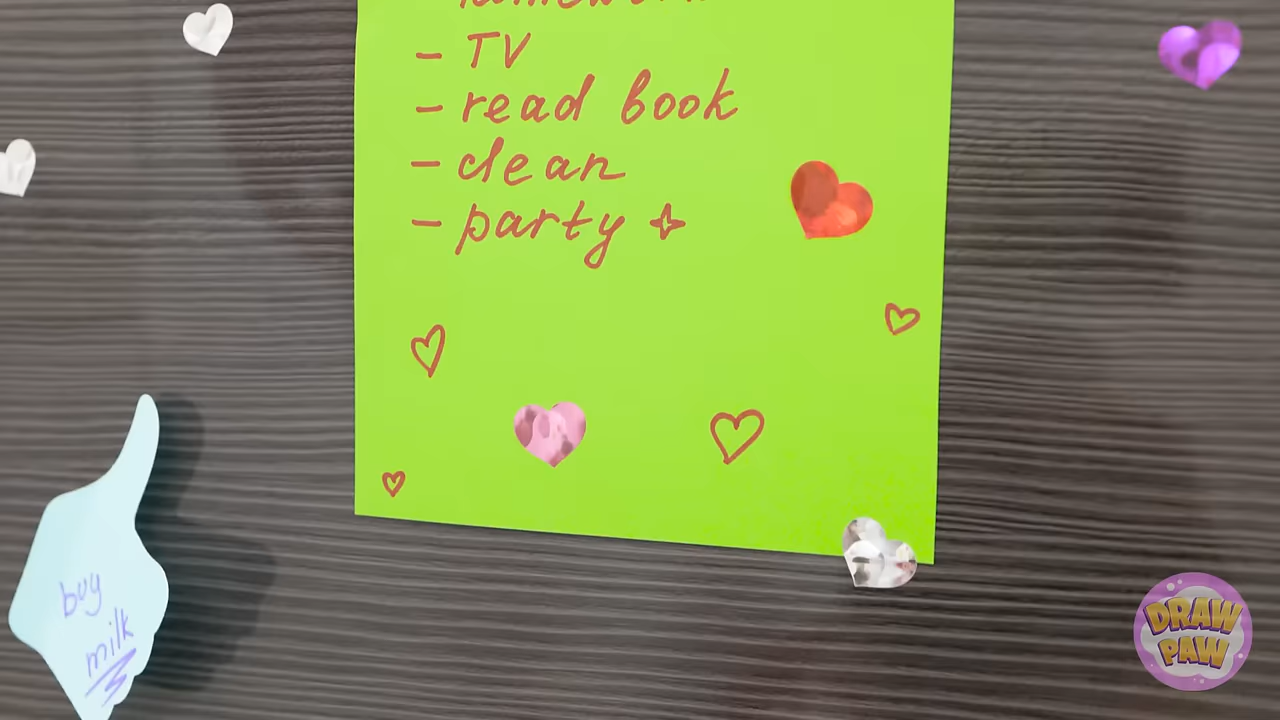 - TV
- read book
- clean
- party
buy
milk
DRAW
PAW